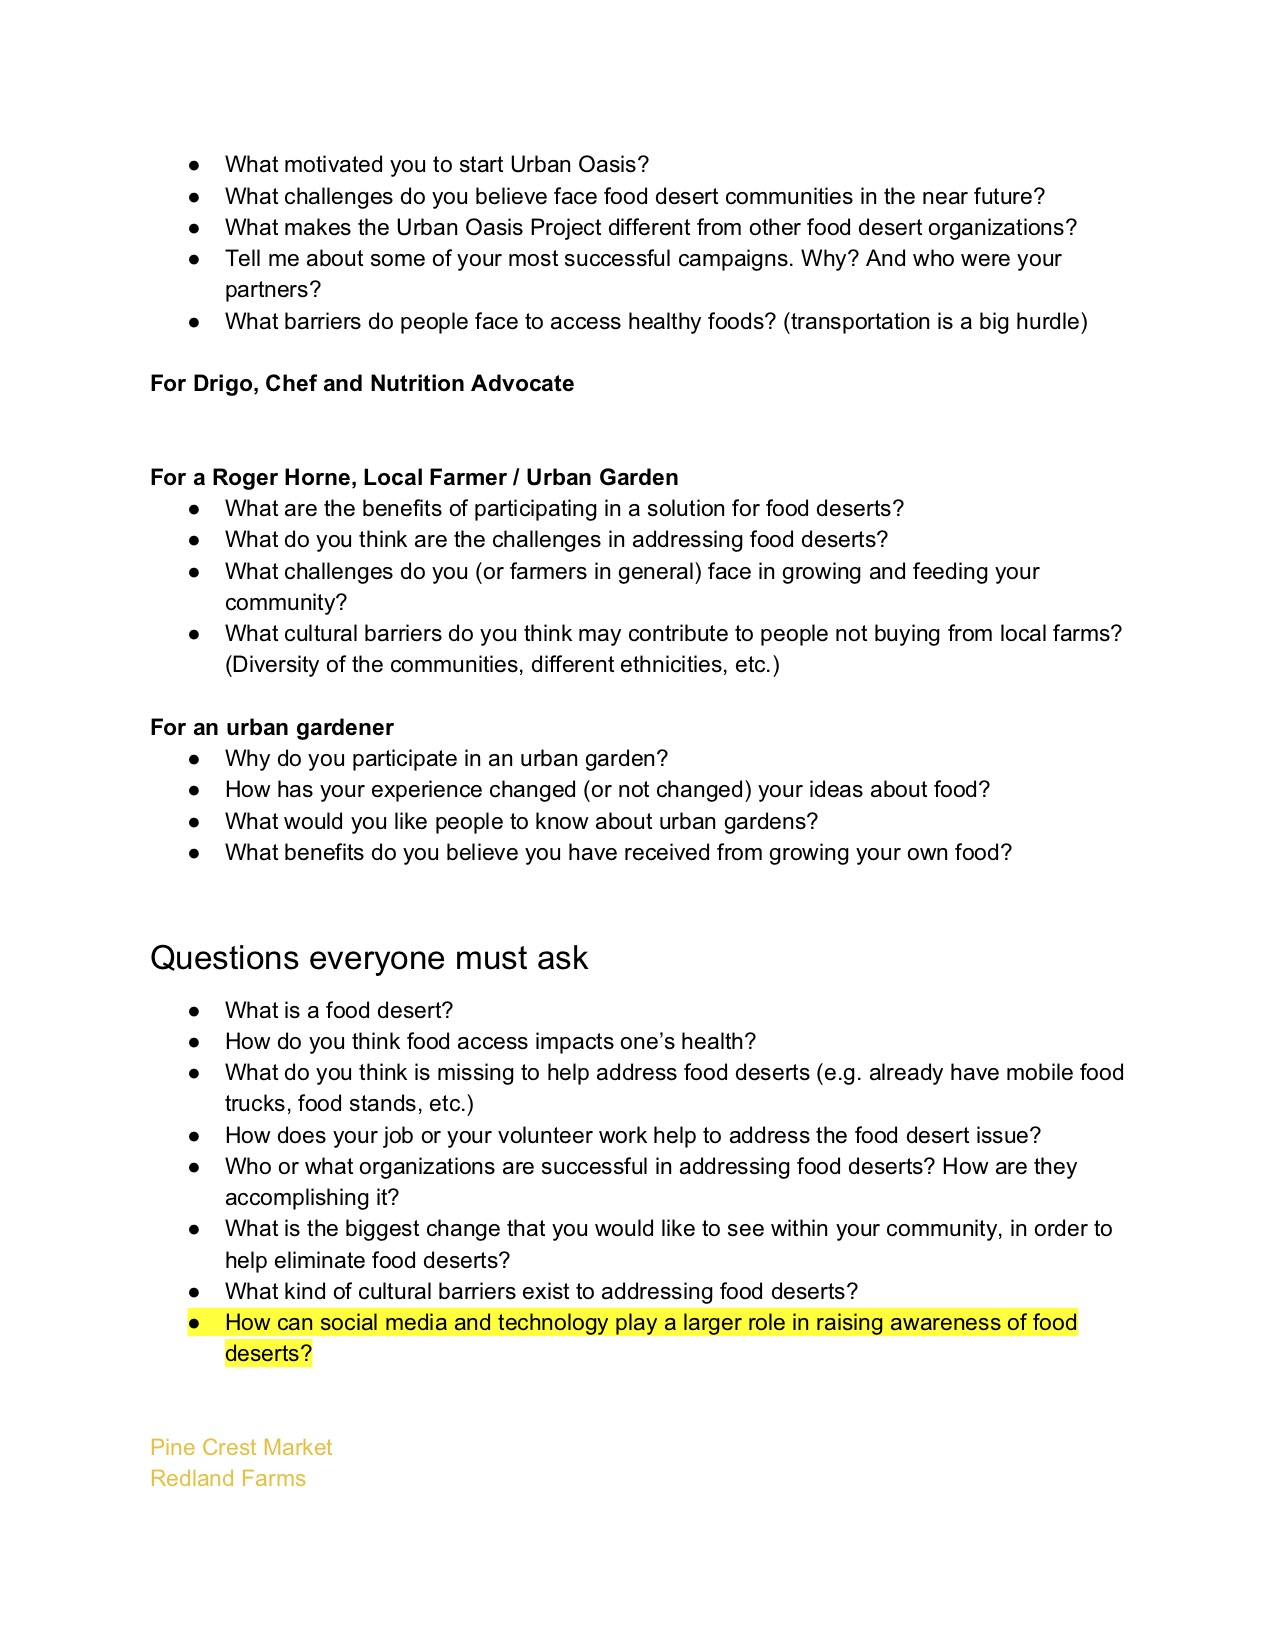 ● What motivated you to start Urban Oasis?
● What challenges do you believe face food desert communities in the near future?
● What makes the Urban Oasis Project different from other food desert organizations?
● Tell me about some of your most successful campaigns. Why? And who were your
partners?
● What barriers do people face to access healthy foods? (transportation is a big hurdle)
For Drigo, Chef and Nutrition Advocate
For a Roger Horne, Local Farmer / Urban Garden
● What are the benefits of participating in a solution for food deserts?
● What do you think are the challenges in addressing food deserts?
● What challenges do you (or farmers in general) face in growing and feeding your
community?
● What cultural barriers do you think may contribute to people not buying from local farms?
(Diversity of the communities, different ethnicities, etc.)
For an urban gardener
● Why do you participate in an urban garden?
● How has your experience changed (or not changed) your ideas about food?
● What would you like people to know about urban gardens?
● What benefits do you believe you have received from growing your own food?
Questions everyone must ask
● What is a food desert?
● How do you think food access impacts one’s health?
● What do you think is missing to help address food deserts (e.g. already have mobile food
trucks, food stands, etc.)
● How does your job or your volunteer work help to address the food desert issue?
● Who or what organizations are successful in addressing food deserts? How are they
accomplishing it?
● What is the biggest change that you would like to see within your community, in order to
help eliminate food deserts?
● What kind of cultural barriers exist to addressing food deserts?
● How can social media and technology play a larger role in raising awareness of food
deserts?
Pine Crest Market
Redland Farms